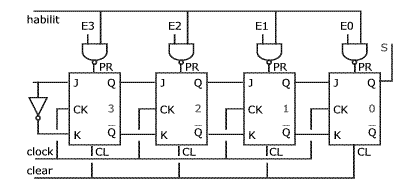 habilit
E3 E2 E1 E0
S
PR PR PR PR
J Q J Q J Q J Q
CK 3 CK 2 CK 1 CK 0
K Q̅ K Q̅ K Q̅ K Q̅
clock CL CL CL CL
clear